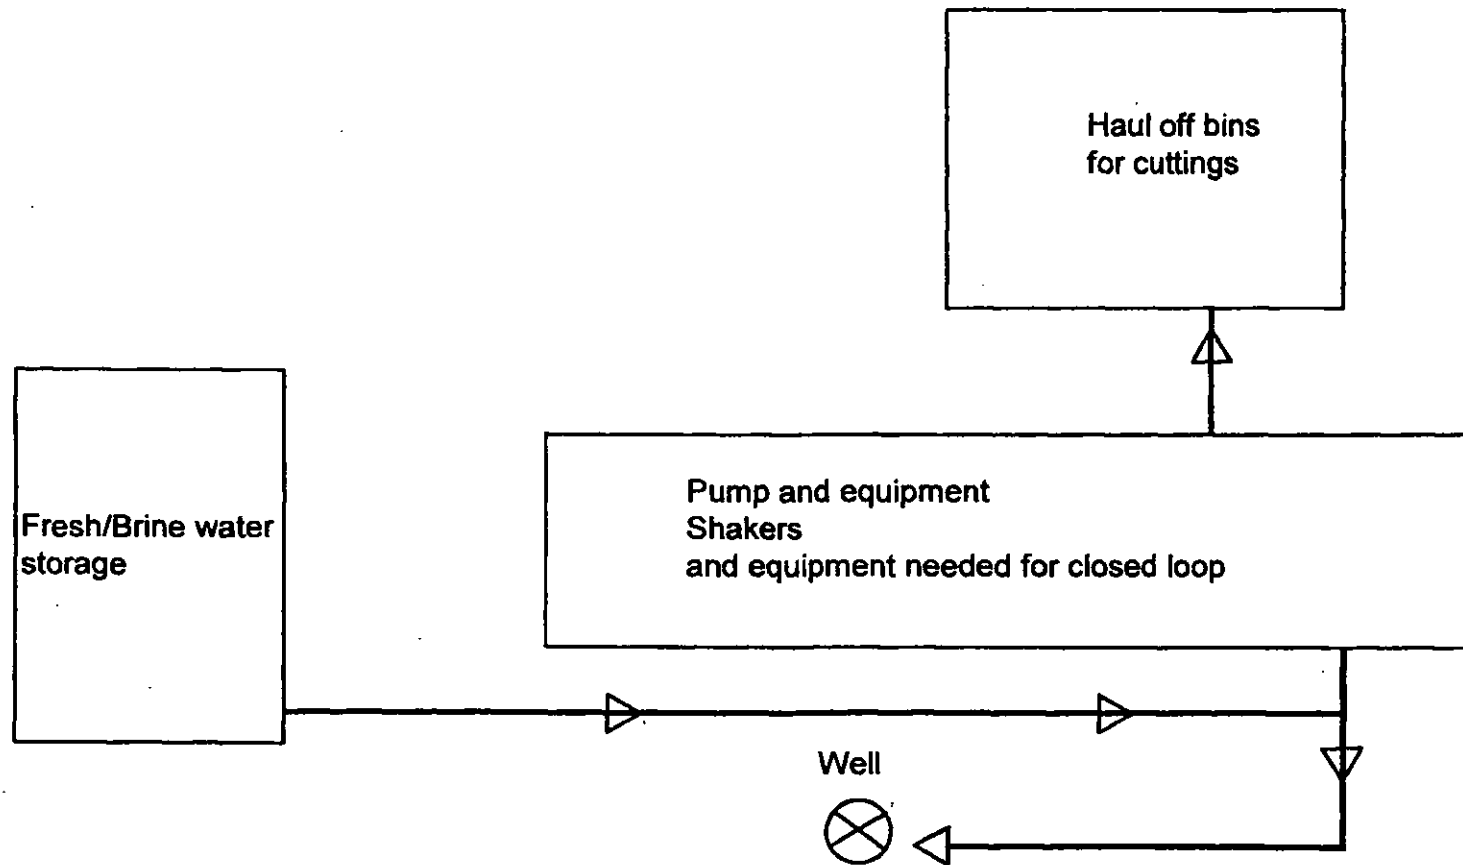 Haul off bins
for cuttings
Fresh/Brine water
storage
Pump and equipment
Shakers
and equipment needed for closed loop
Well